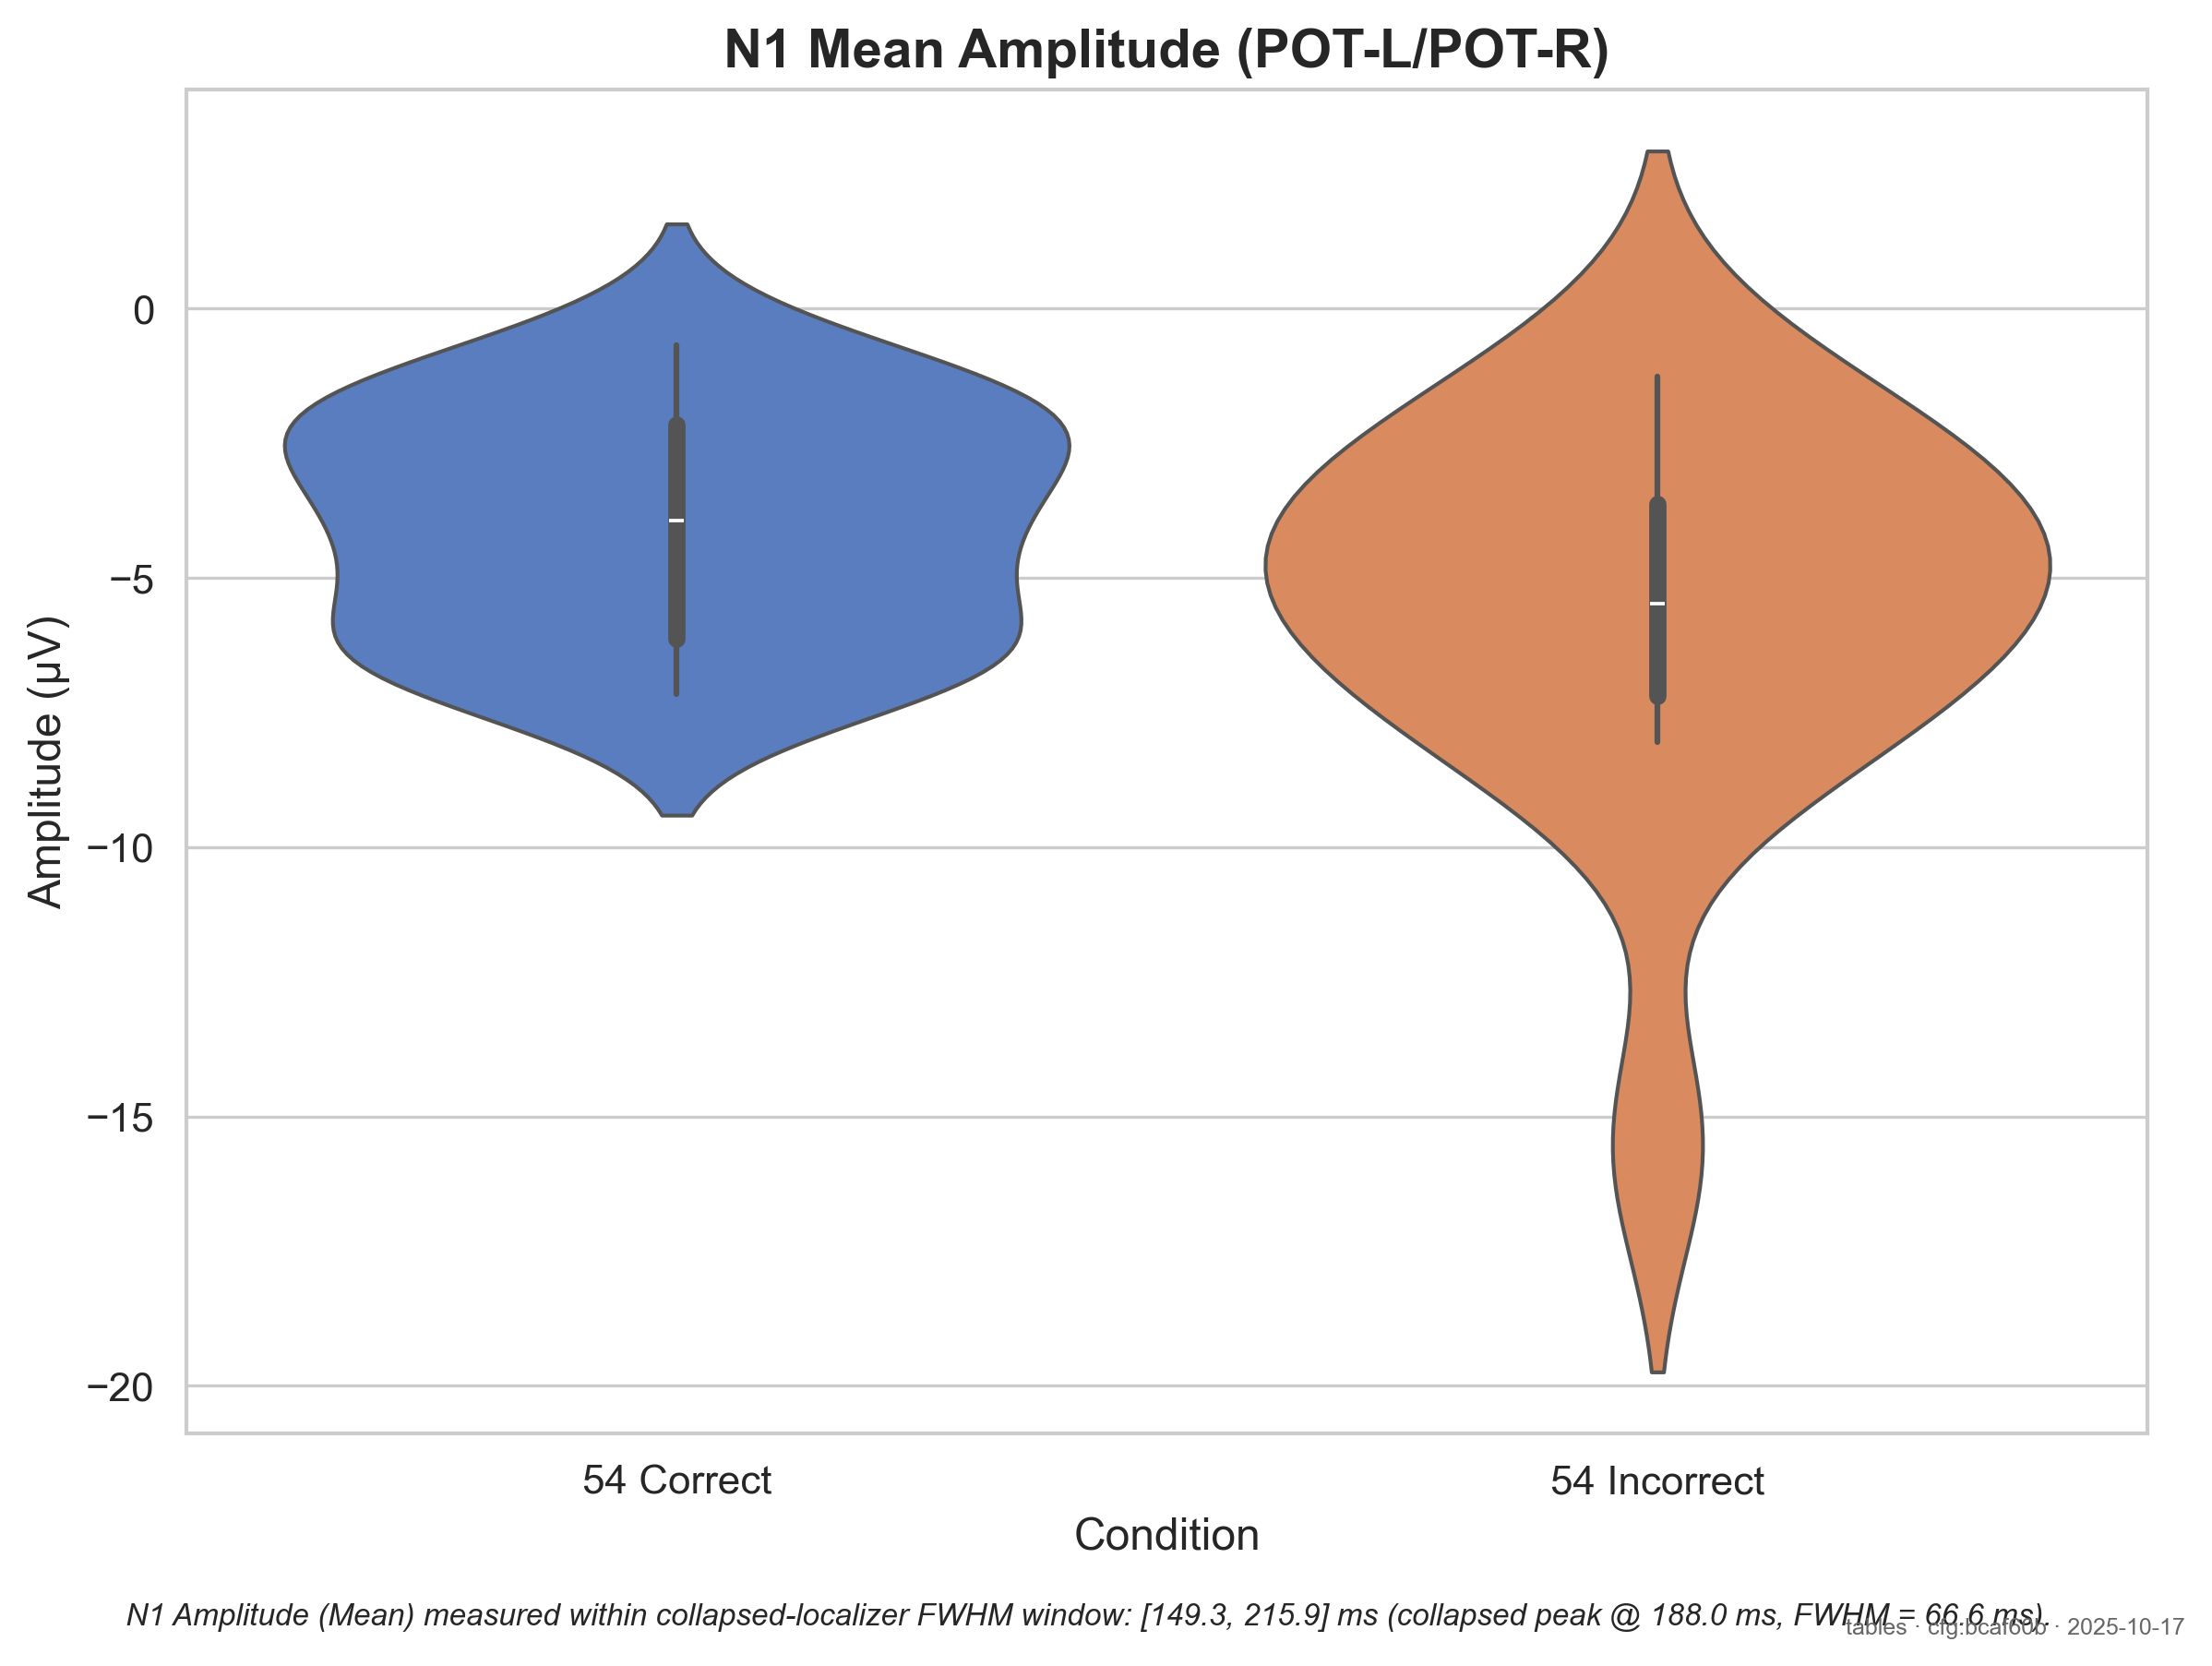 N1 Mean Amplitude (POT-L/POT-R)
Amplitude (µV)
0
−5
−10
−15
−20
54 Correct
54 Incorrect
Condition
N1 Amplitude (Mean) measured within collapsed-localizer FWHM window: [149.3, 215.9] ms (collapsed peak @ 188.0 ms, FWHM = 66.6 ms).
tables · cfg:bcaf60b · 2025-10-17